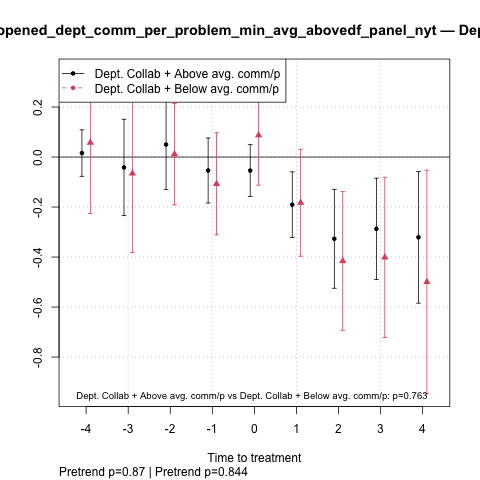 opened_dept_comm_per_problem_min_avg_abovedf_panel_nyt — Dep
Dept. Collab + Above avg. comm/p
Dept. Collab + Below avg. comm/p
0.2
0.0
-0.2
-0.4
-0.6
-0.8
Dept. Collab + Above avg. comm/p vs Dept. Collab + Below avg. comm/p: p=0.763
-4 -3 -2 -1 0 1 2 3 4
Time to treatment
Pretrend p=0.87 | Pretrend p=0.844